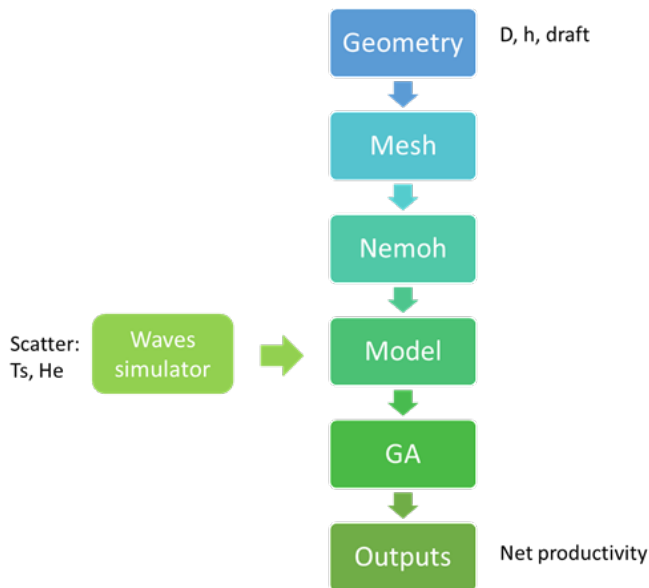 Geometry
D, h, draft
Mesh
Nemoh
Scatter:
Ts, He
Waves
simulator
Model
GA
Outputs
Net productivity